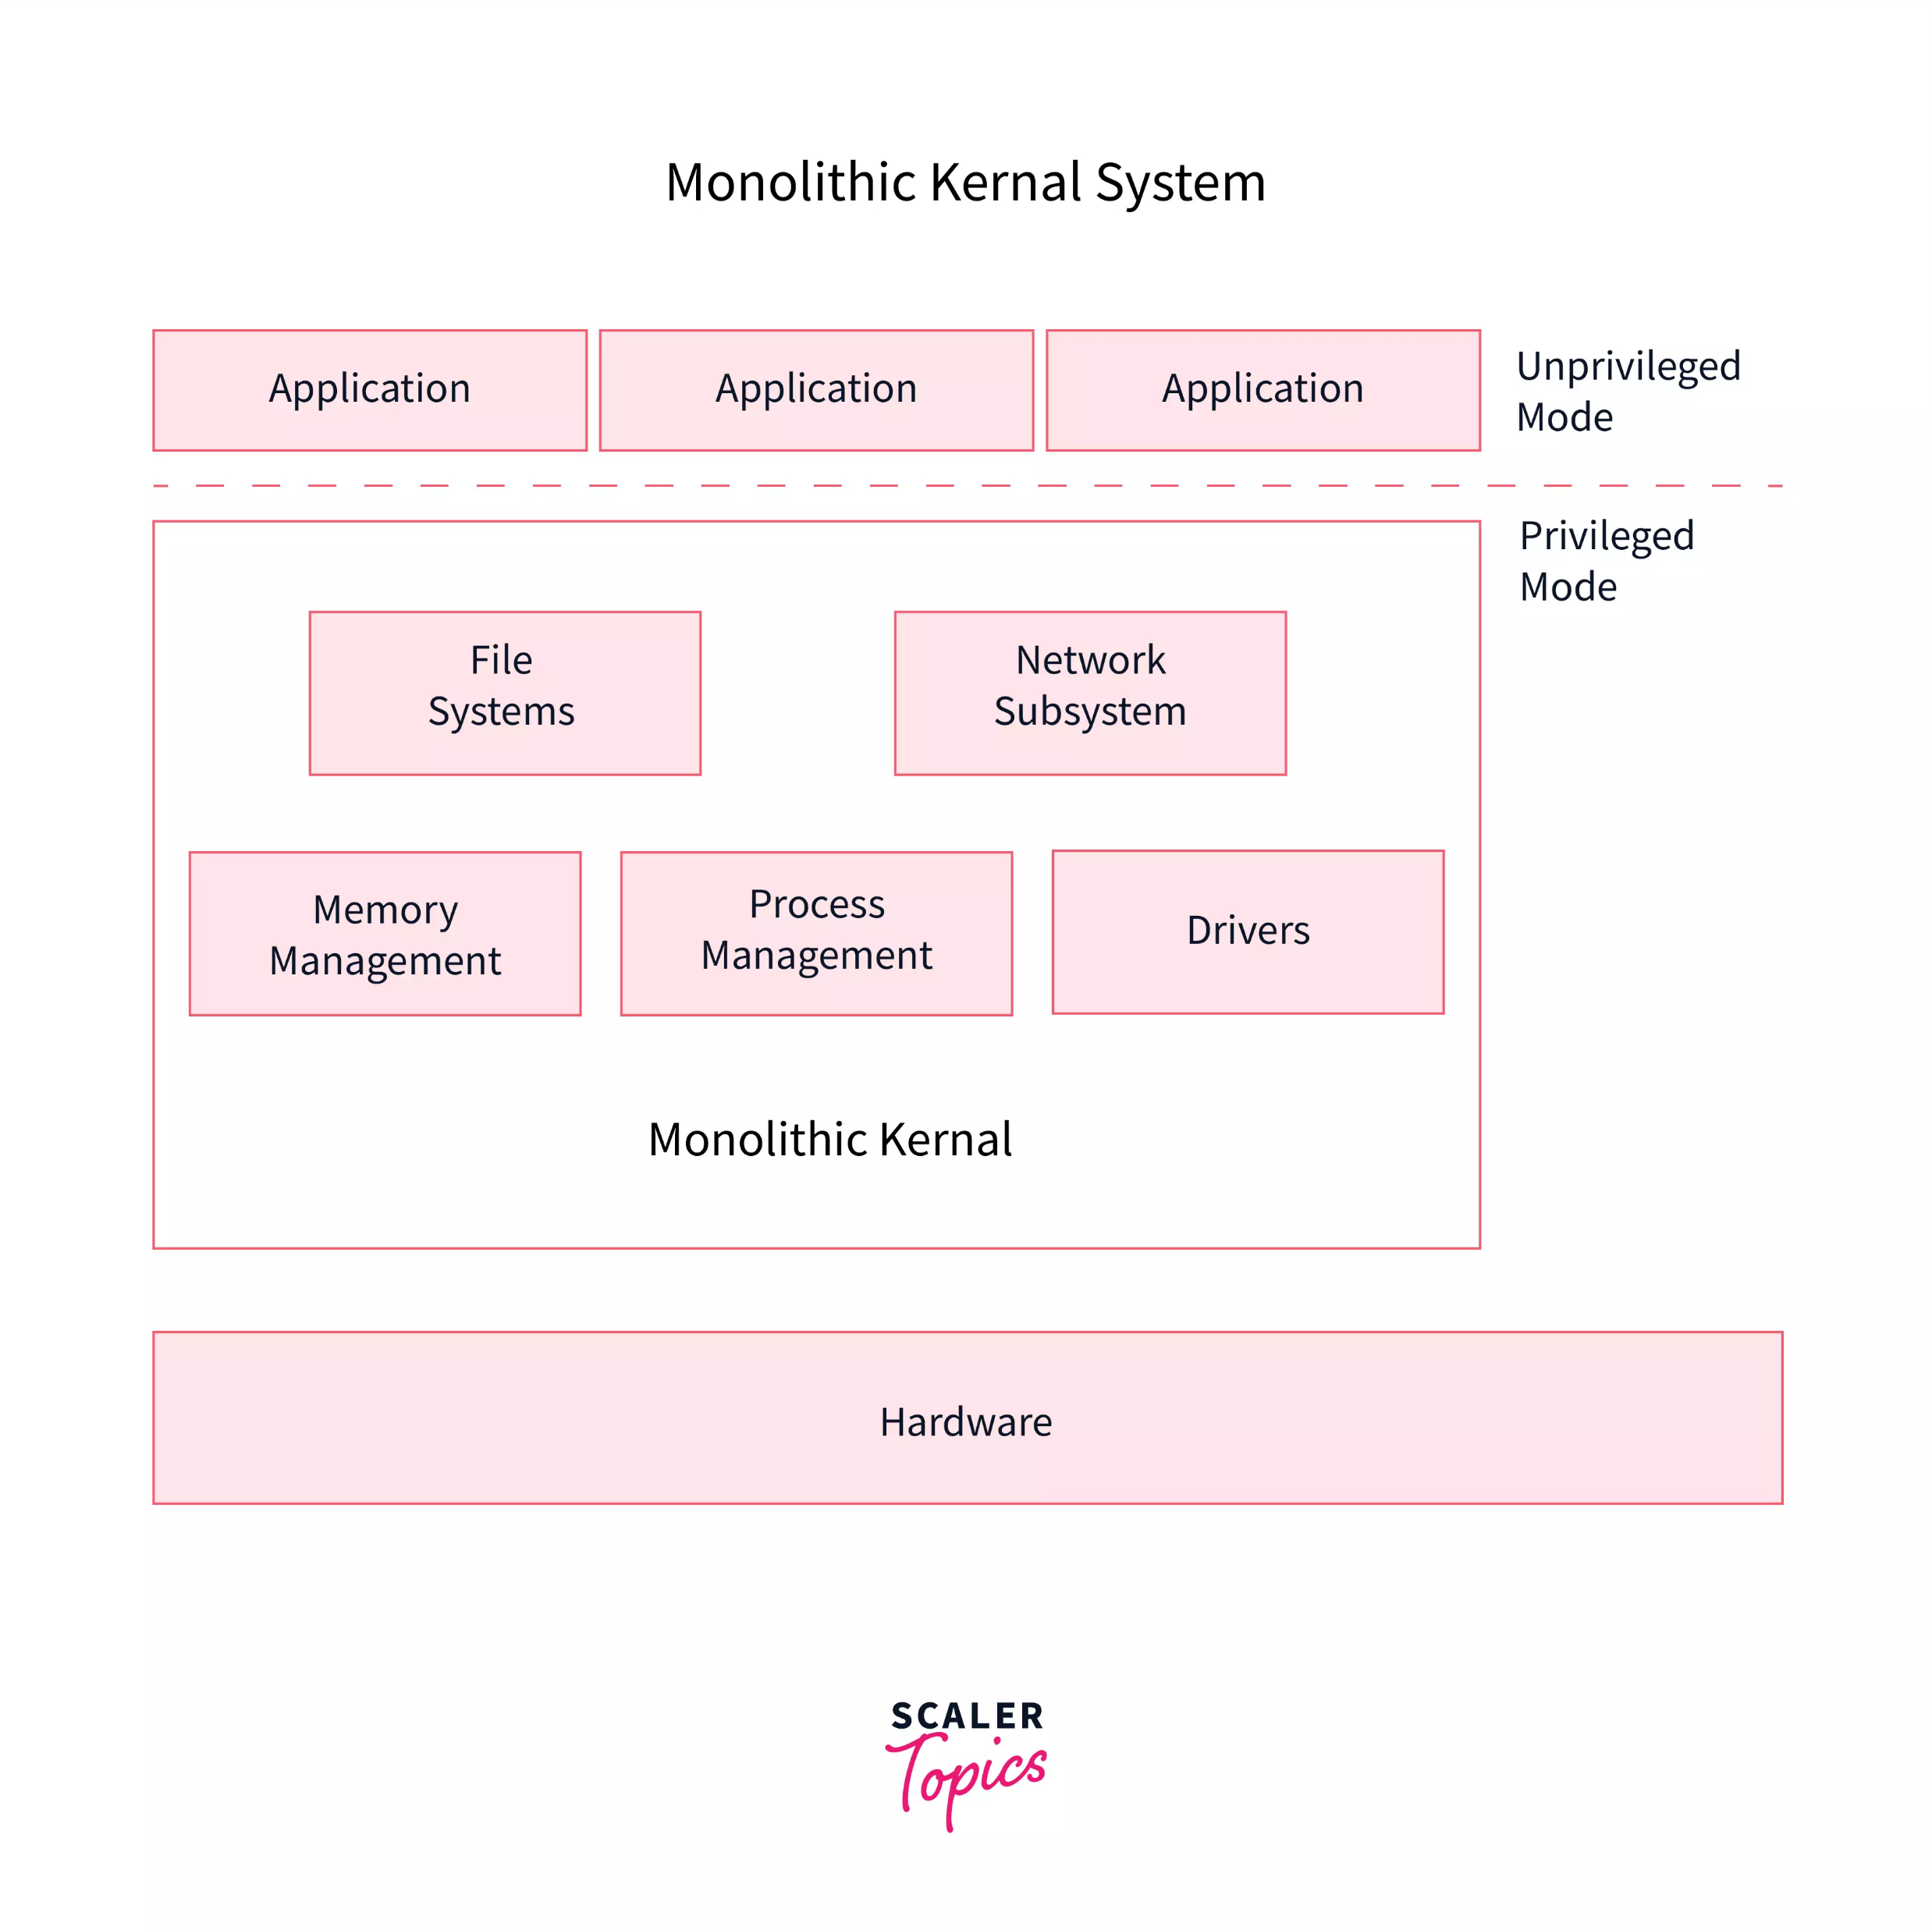 Monolithic Kernal System
Application
Application
Application
Unprivileged
Mode
Privileged
Mode
File
Systems
Network
Subsystem
Memory
Management
Process
Management
Drivers
Monolithic Kernal
Hardware
SCALER
Topics